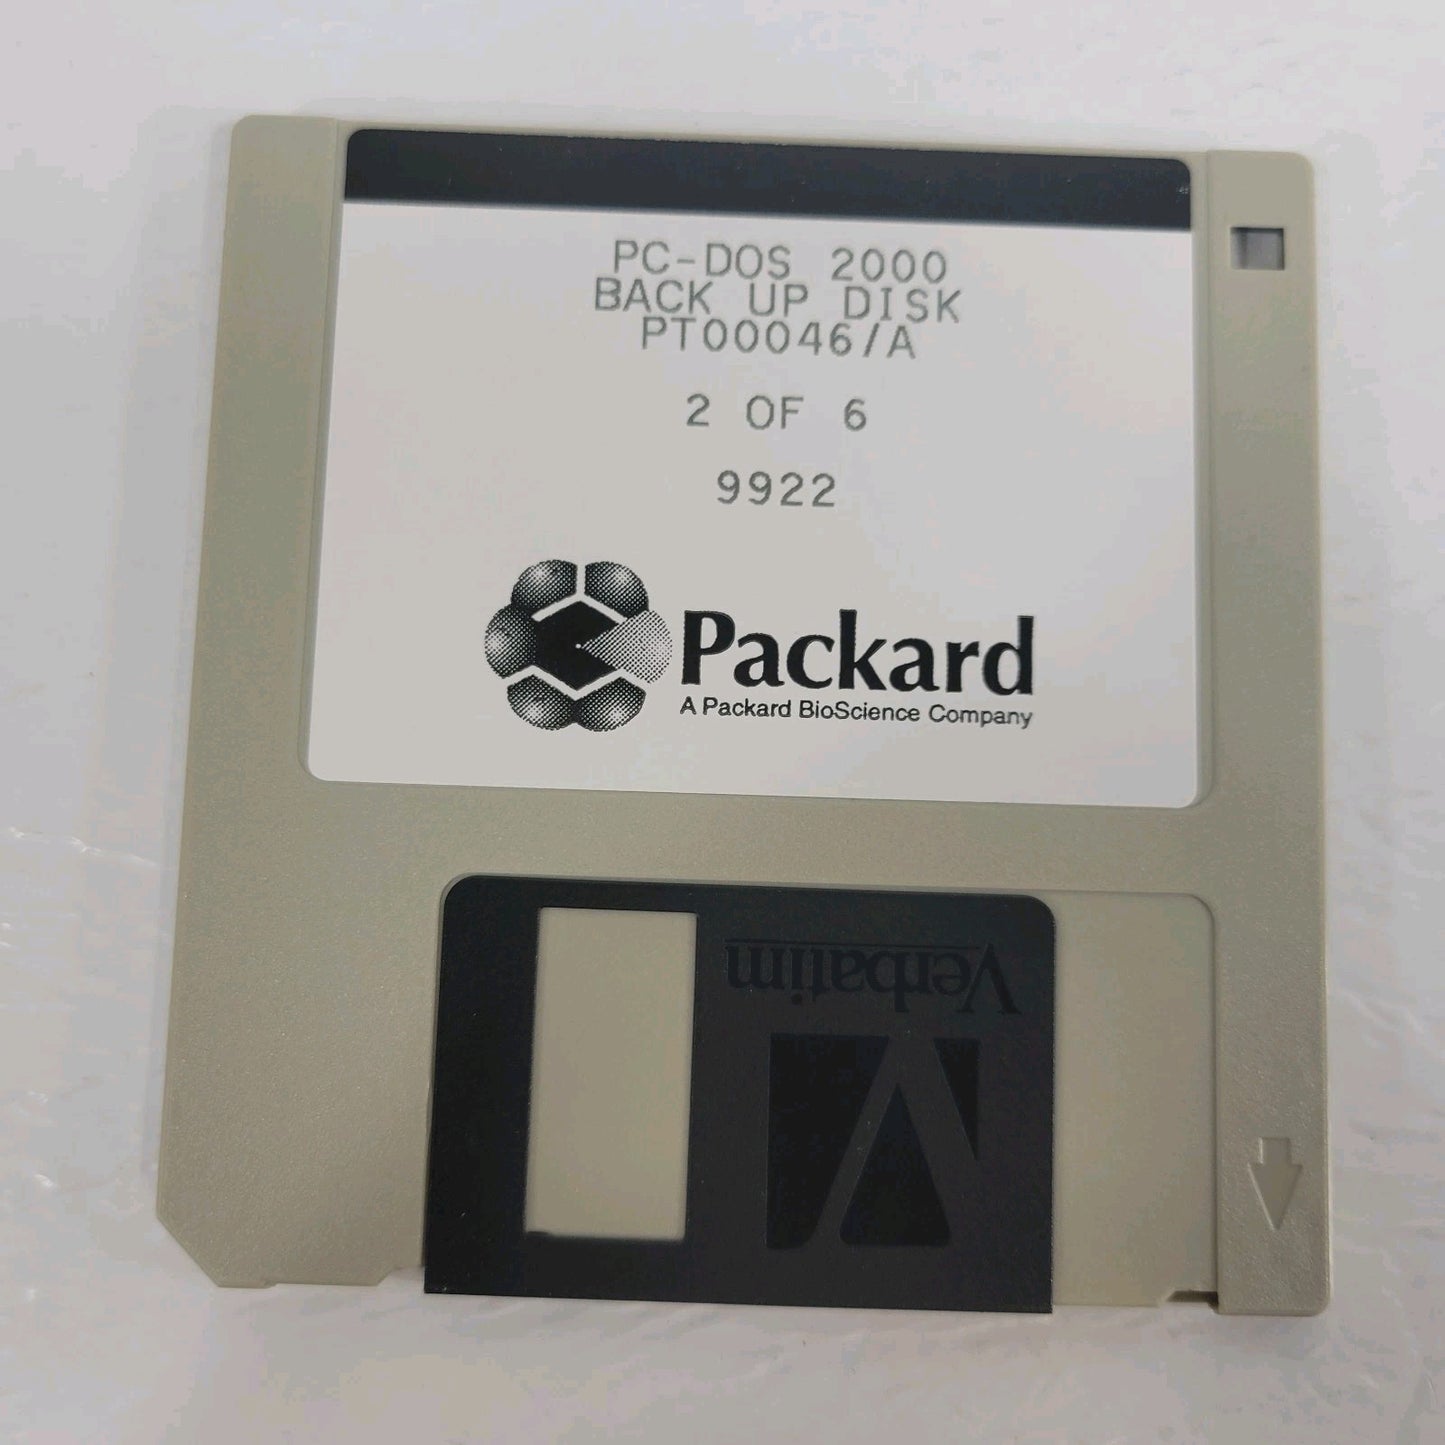 PC-DOS 2000
BACK UP DISK
PT00046/A
2 OF 6
9922
Packard
A Packard BioScience Company
Verbatim